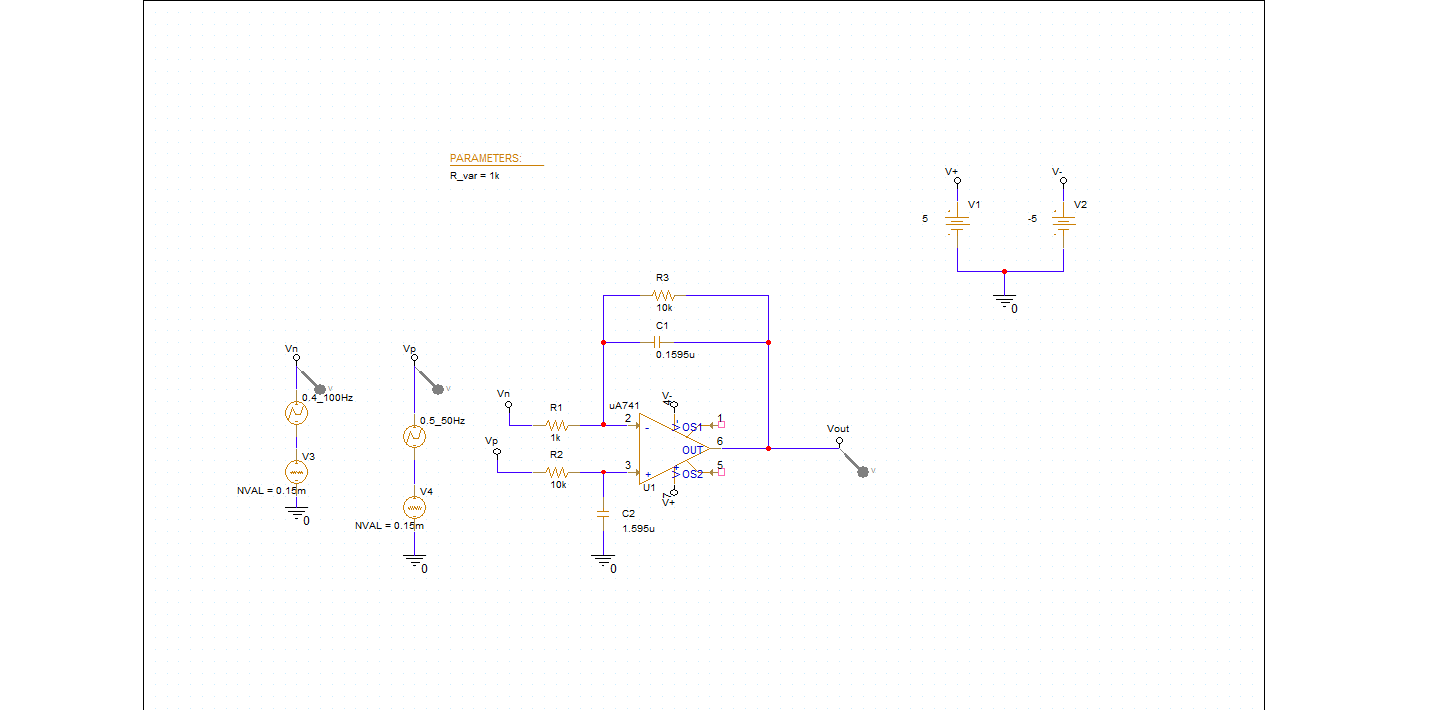 PARAMETERS:
R_var = 1k
V+
V-
V1
V2
5
-5
0
R3
10k
C1
0.1595u
Vn
Vp
V
V
0.4_100Hz
0.5_50Hz
V3
NVAL = 0.15m
0
V4
NVAL = 0.15m
0
Vn
R1
1k
Vp
R2
10k
uA741
2
-
3
+
U1
V-
4
-
OS1
1
OUT
6
+
OS2
5
7
V+
C2
1.595u
0
Vout
V